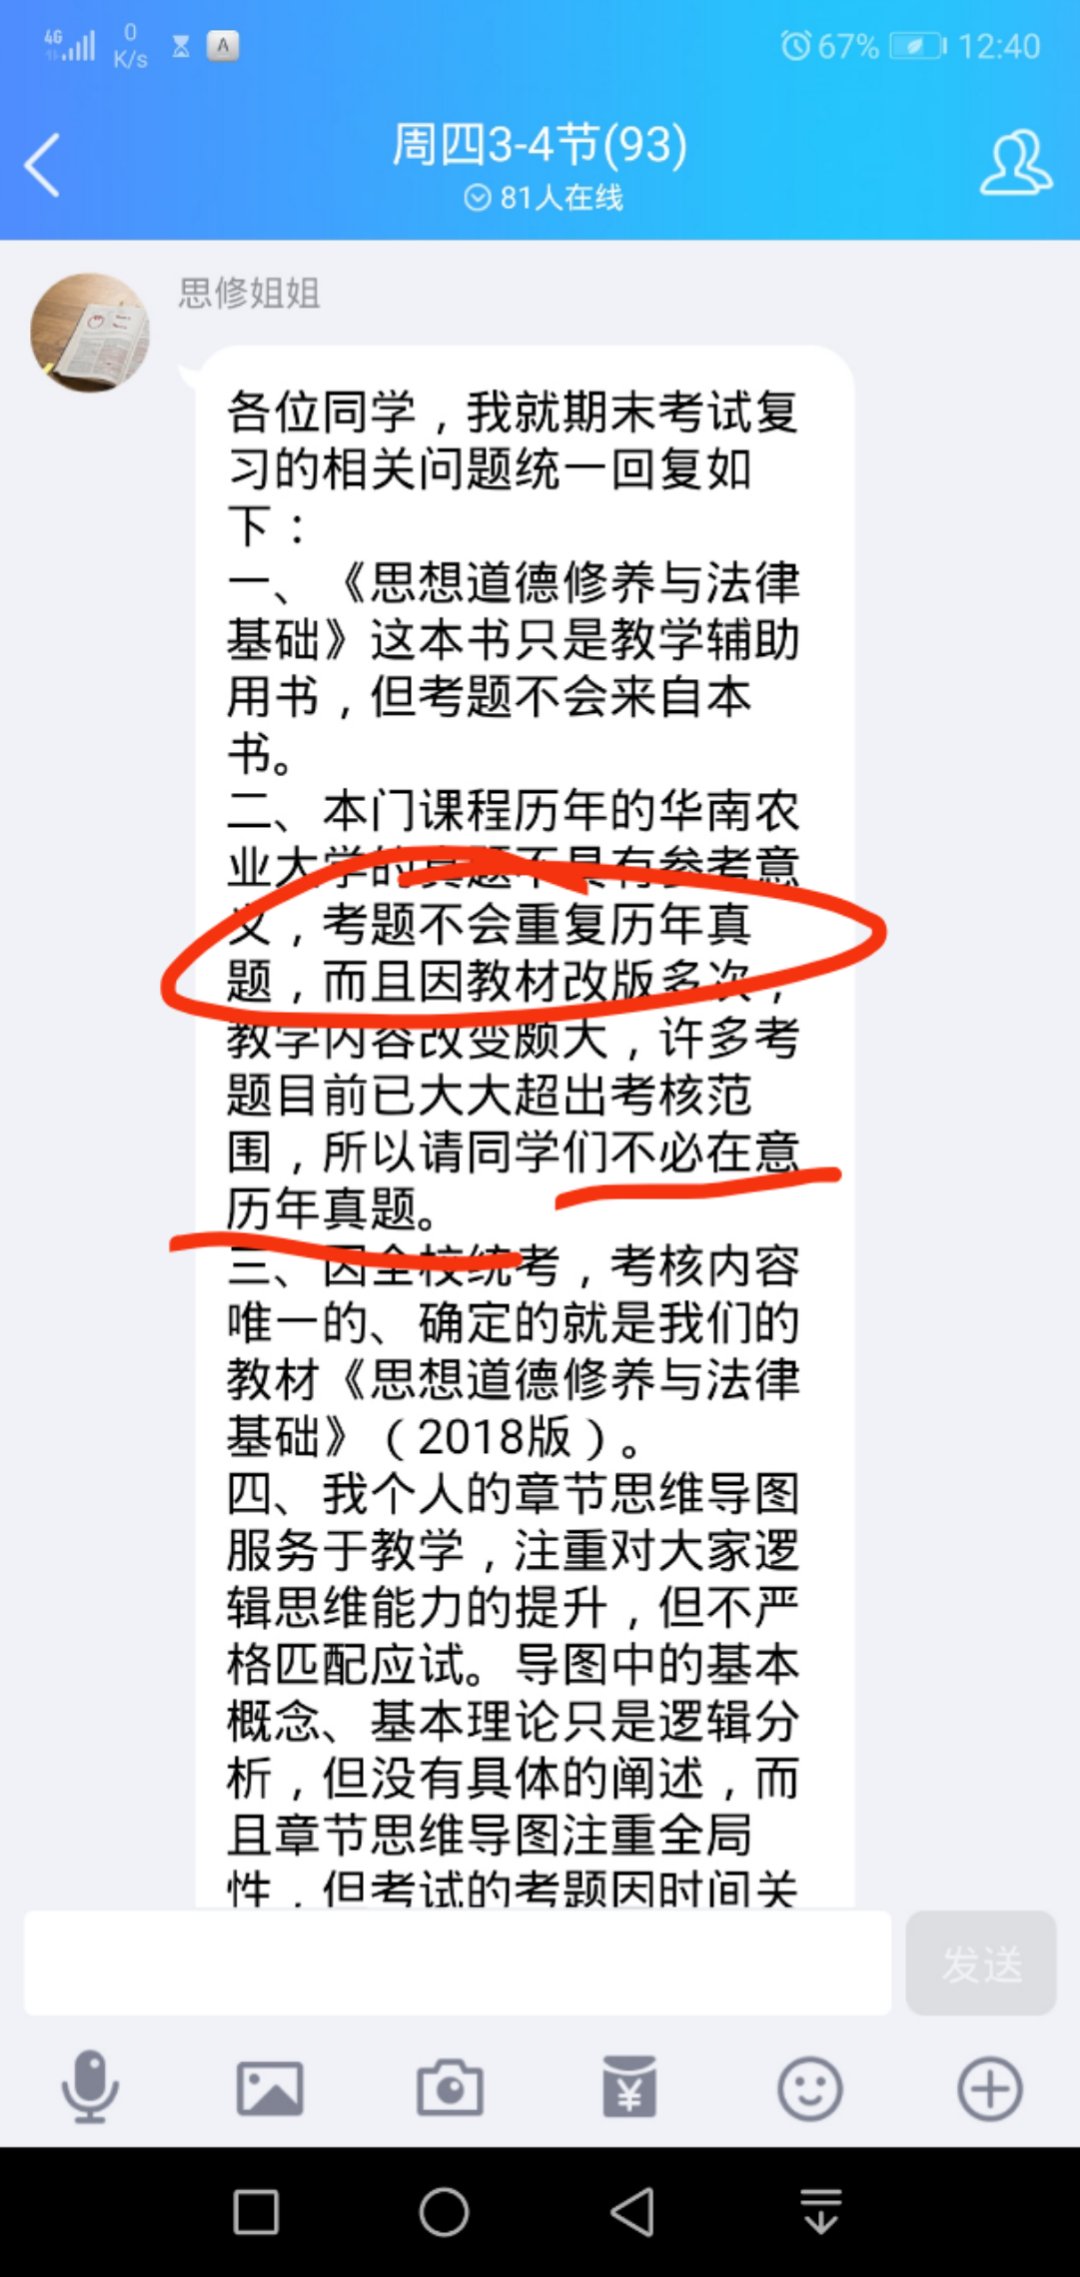 4G
0
K/s
A
67%
12:40
周四3-4节(93)
81人在线
思修姐姐
各位同学，我就期末考试复
习的相关问题统一回复如
下：
一、《思想道德修养与法律
基础》这本书只是教学辅助
用书，但考题不会来自本
书。
二、本门课程历年的华南农
业大学的真题不具有参考意
义，考题不会重复历年真
题，而且因教材改版多次，
教学内容改变颇大，许多考
题目前已大大超出考核范
围，所以请同学们不必在意
历年真题。
三、因全校统考，考核内容
唯一的、确定的就是我们的
教材《思想道德修养与法律
基础》（2018版）。
四、我个人的章节思维导图
服务于教学，注重对大家逻
辑思维能力的提升，但不严
格匹配应试。导图中的基本
概念、基本理论只是逻辑分
析，但没有具体的阐述，而
且章节思维导图注重全局
性，但考试的考题因时间关
发送